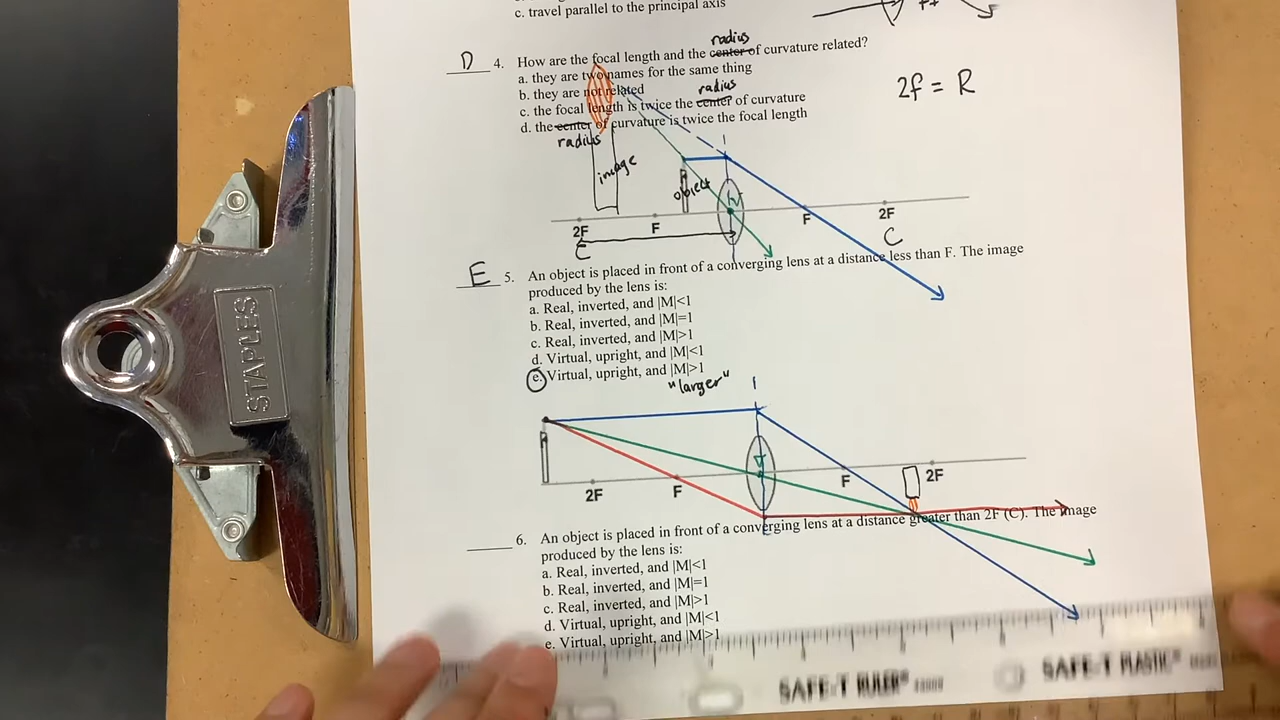 c. travel parallel to the principal axis
radius
D 4. How are the focal length and the center of curvature related?
a. they are two names for the same thing
b. they are not related
radius
c. the focal length is twice the center of curvature
d. the center of curvature is twice the focal length
radius
2f = R
image
object
2F F F 2F
C C
E 5. An object is placed in front of a converging lens at a distance less than F. The image
produced by the lens is:
a. Real, inverted, and |M|<1
b. Real, inverted, and |M|=1
c. Real, inverted, and |M|>1
d. Virtual, upright, and |M|<1
e. Virtual, upright, and |M|>1
"larger"
2F F F 2F
6. An object is placed in front of a converging lens at a distance greater than 2F (C). The image
produced by the lens is:
a. Real, inverted, and |M|<1
b. Real, inverted, and |M|=1
c. Real, inverted, and |M|>1
d. Virtual, upright, and |M|<1
e. Virtual, upright, and |M|>1
STAPLES
SAFE-T RULER®
SAFE-T PLASTIC®